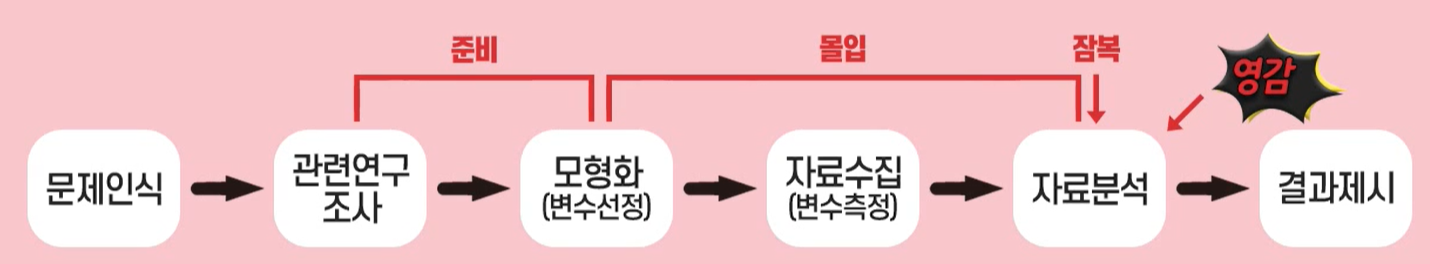 준비
몰입
잠복
영감
문제인식
관련연구
조사
모형화
(변수선정)
자료수집
(변수측정)
자료분석
결과제시